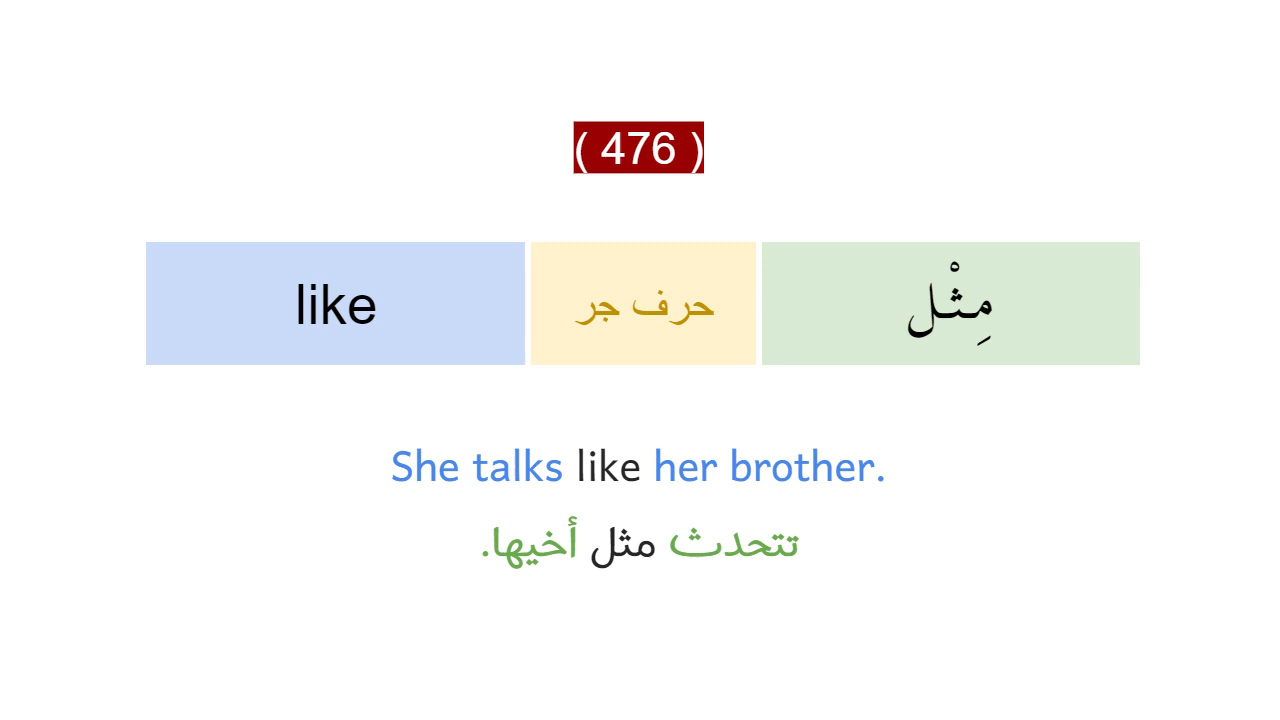 ( 476 )
like
حرف جر
مِثْل
She talks like her brother.
تتحدث مثل أخيها.